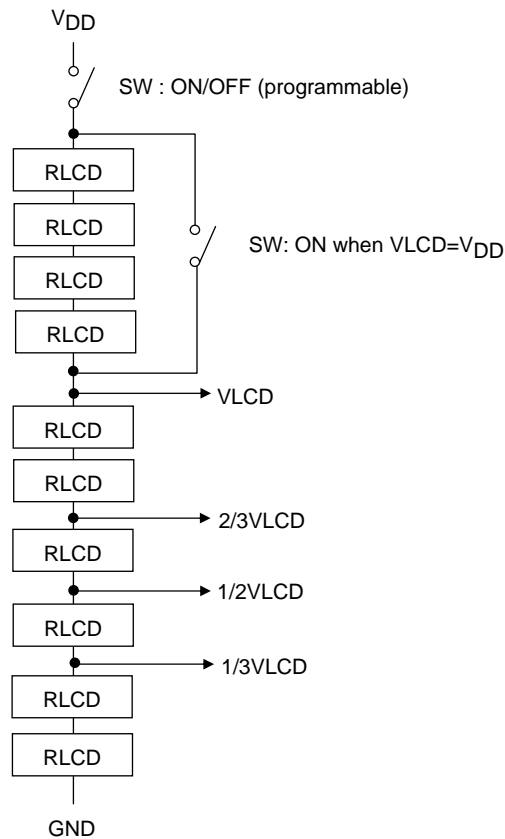 VDD
SW : ON/OFF (programmable)
RLCD
RLCD
SW: ON when VLCD=VDD
RLCD
RLCD
VLCD
RLCD
RLCD
2/3VLCD
RLCD
1/2VLCD
RLCD
1/3VLCD
RLCD
RLCD
GND